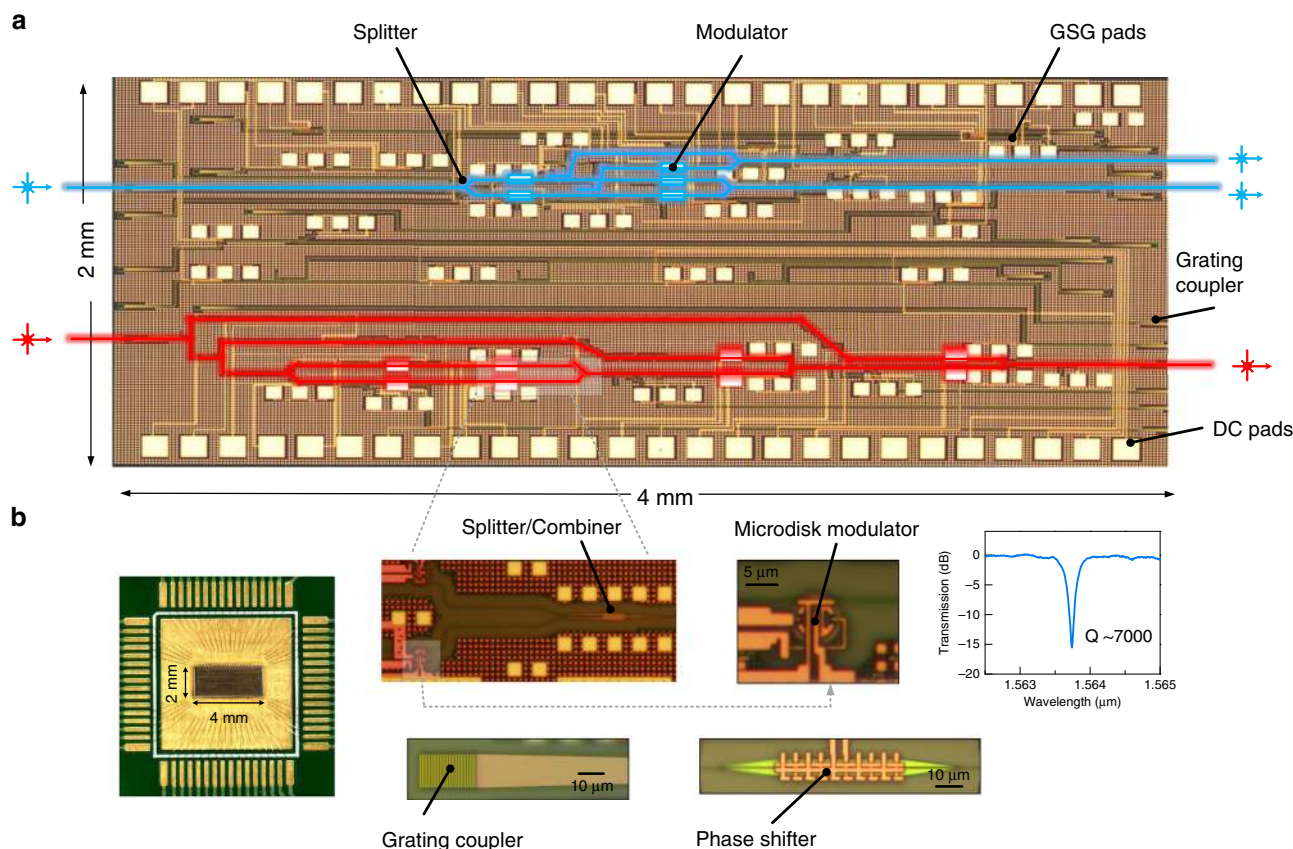 a
Splitter
Modulator
GSG pads
2 mm
Grating
coupler
DC pads
4 mm
b
Splitter/Combiner
Microdisk modulator
5 μm
2 mm
4 mm
Transmission (dB)
0
−5
−10
−15
−20
Q ~7000
1.563
1.564
1.565
Wavelength (μm)
10 μm
10 μm
Grating coupler
Phase shifter